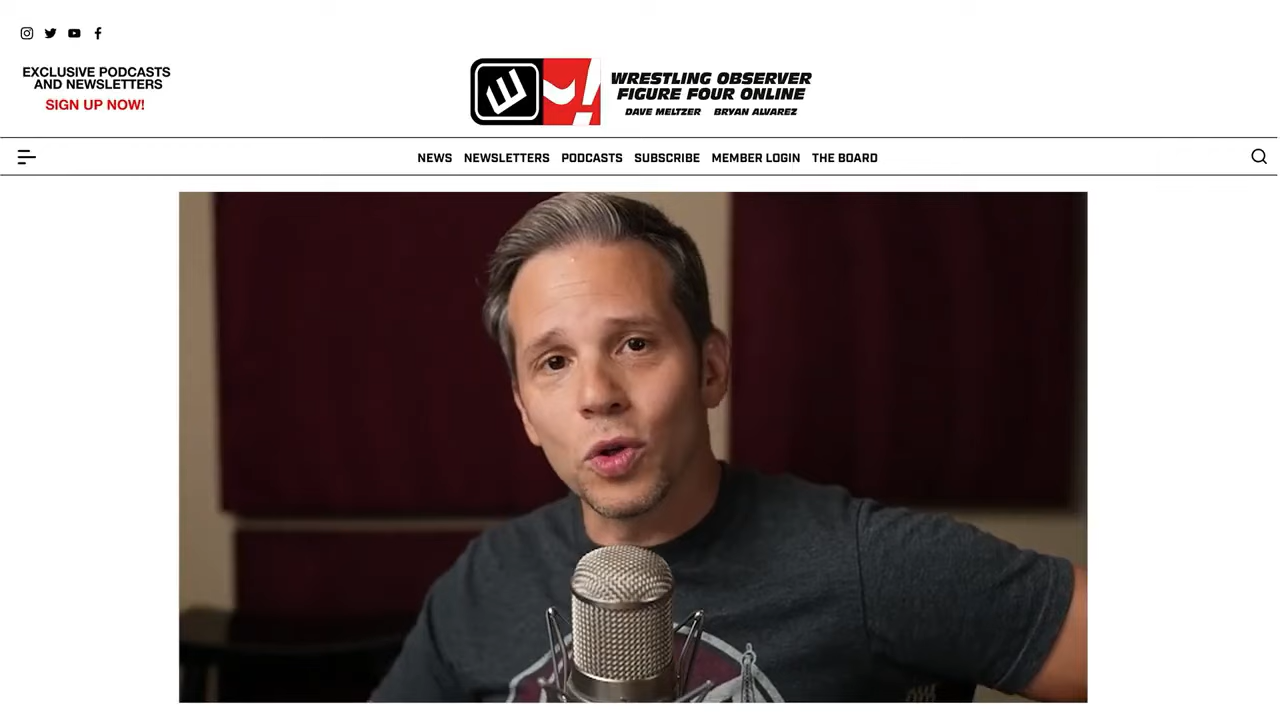 EXCLUSIVE PODCASTS
AND NEWSLETTERS
SIGN UP NOW!
WRESTLING OBSERVER
FIGURE FOUR ONLINE
DAVE MELTZER BRYAN ALVAREZ
NEWS NEWSLETTERS PODCASTS SUBSCRIBE MEMBER LOGIN THE BOARD